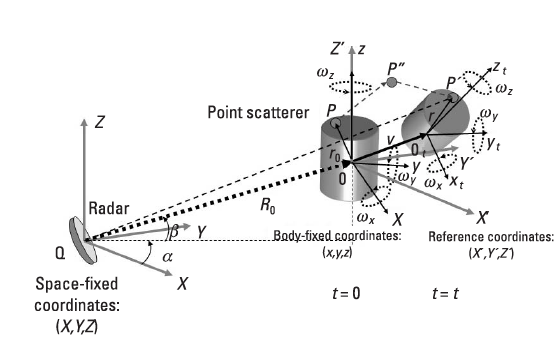 Z′ z
P″
z_t
ω_z
P′
ω_z
Point scatterer
P
r
ω_y
Z
r_0
v
0_t
y_t
0
y
Y′
ω_y
ω_x
x_t
Radar
R_0
ω_x
X
X′
Q
β
Y
α
X
Body-fixed coordinates:
(x,y,z)
Reference coordinates:
(X′,Y′,Z′)
Space-fixed
coordinates:
(X,Y,Z)
t = 0
t = t